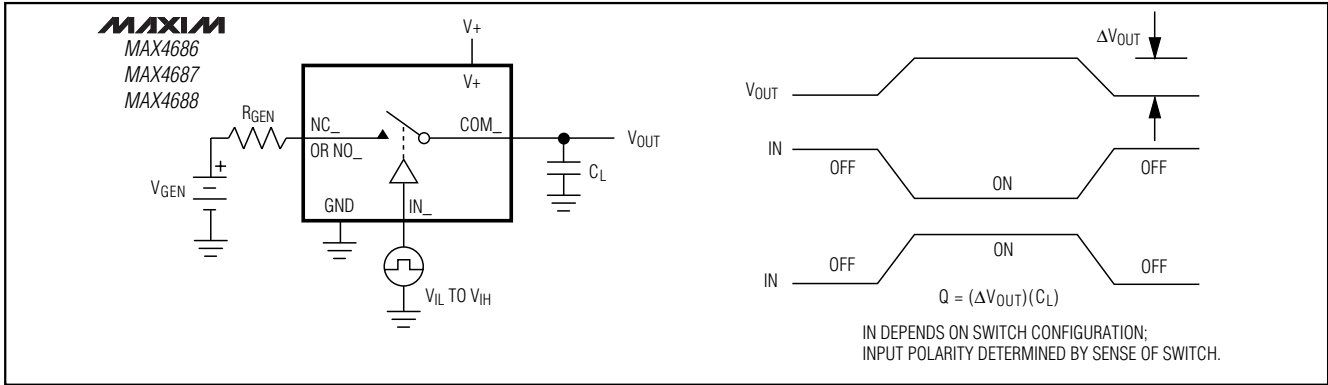 MAXIM
MAX4686
MAX4687
MAX4688
V+
V+
RGEN
NC_
OR NO_
COM_
VOUT
CL
VGEN
+
GND
IN_
VIL TO VIH
ΔVOUT
VOUT
IN
OFF
ON
OFF
IN
OFF
ON
OFF
Q = (ΔVOUT)(CL)
IN DEPENDS ON SWITCH CONFIGURATION;
INPUT POLARITY DETERMINED BY SENSE OF SWITCH.